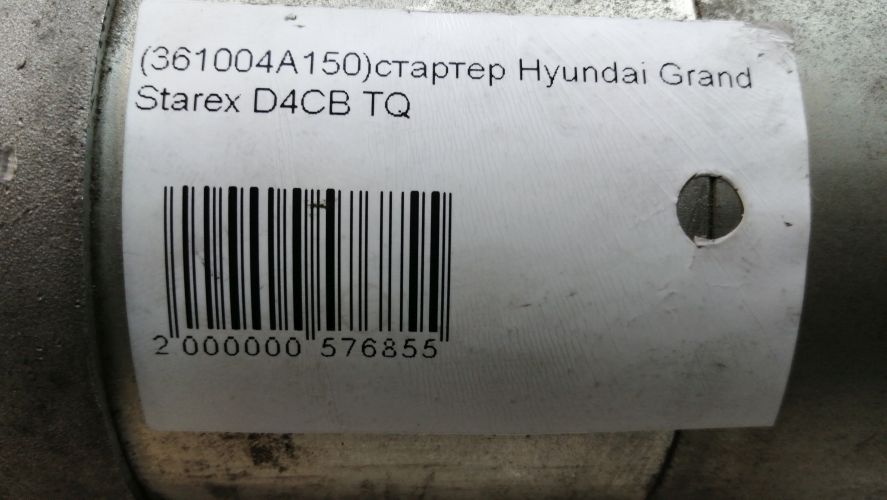 (361004A150)стартер Hyundai Grand
Starex D4CB TQ
2 000000 576855